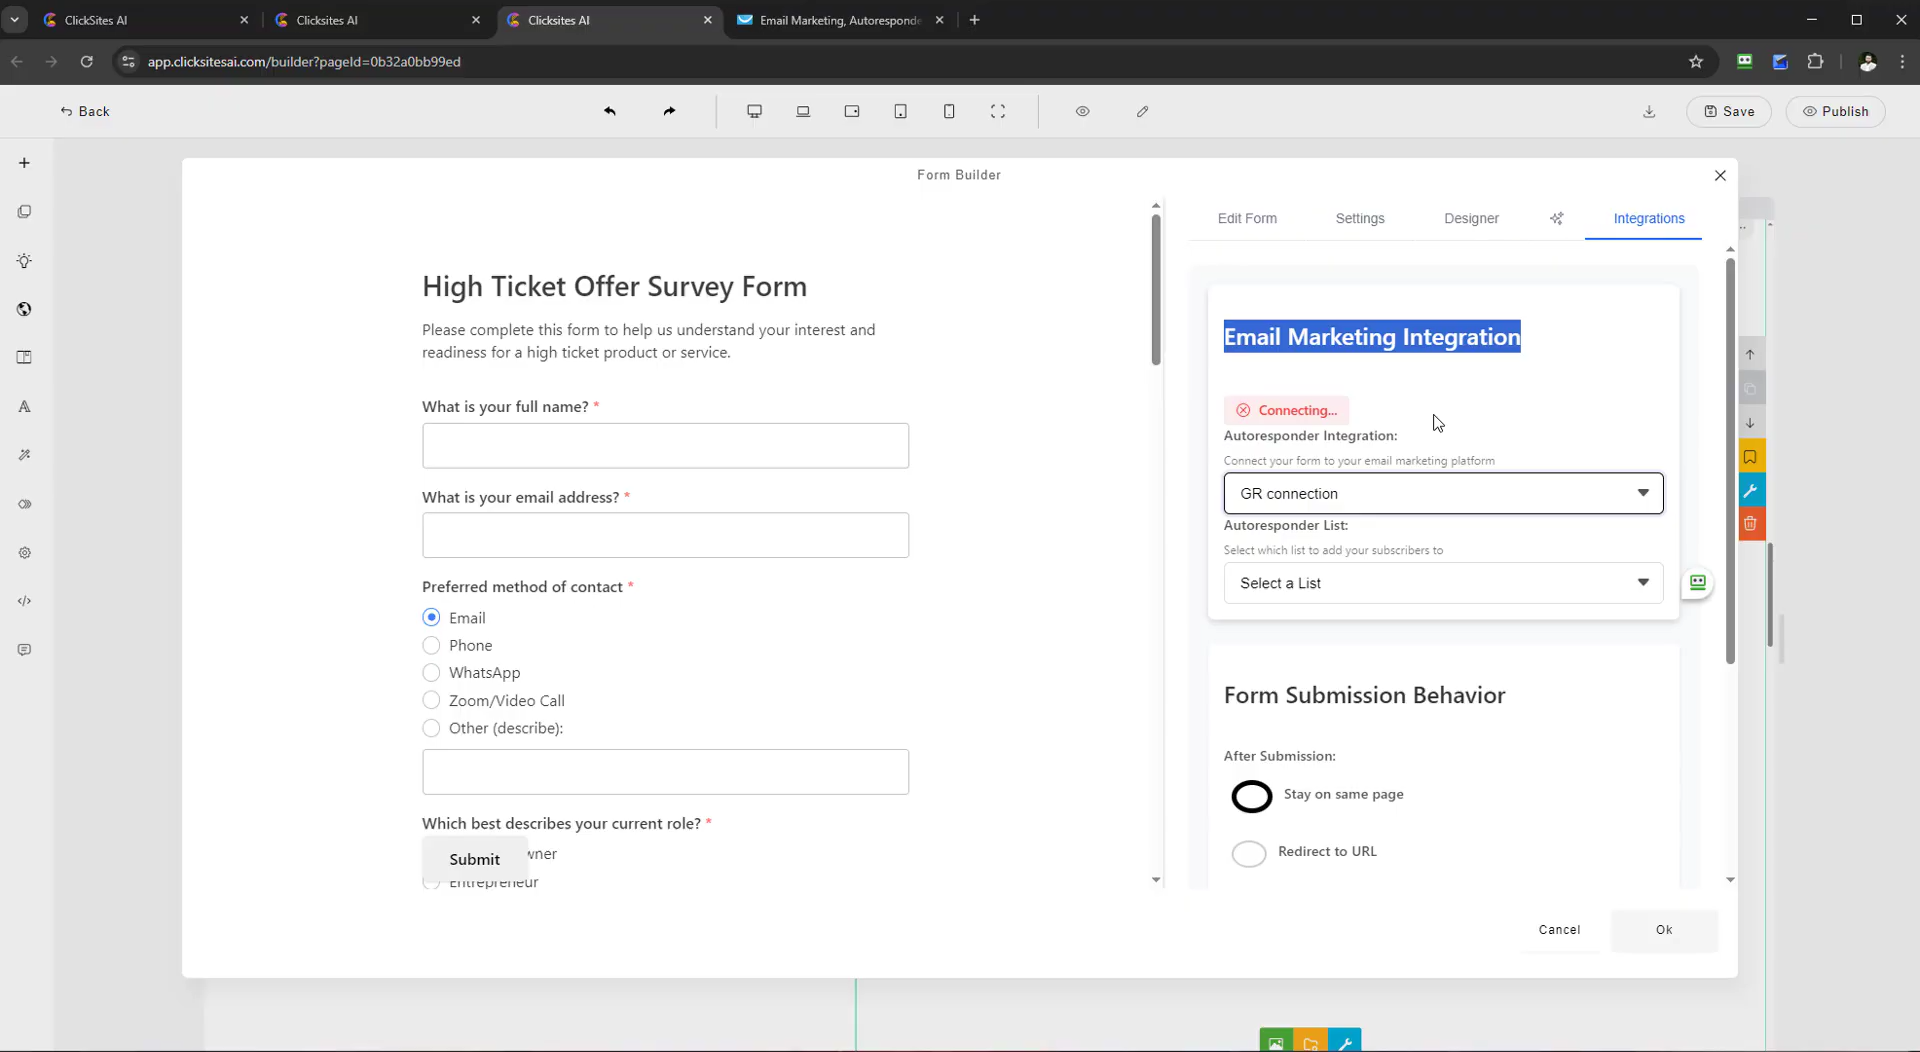 ClickSites AI
Clicksites AI
Clicksites AI
Email Marketing, Autoresponde
app.clicksitesai.com/builder?pageId=0b32a0bb99ed
Back
Save
Publish
Form Builder
Edit Form
Settings
Designer
Integrations
High Ticket Offer Survey Form
Please complete this form to help us understand your interest and
readiness for a high ticket product or service.
What is your full name? *
What is your email address? *
Preferred method of contact *
Email
Phone
WhatsApp
Zoom/Video Call
Other (describe):
Which best describes your current role? *
wner
Submit
Entrepreneur
Email Marketing Integration
Connecting...
Autoresponder Integration:
Connect your form to your email marketing platform
GR connection
Autoresponder List:
Select which list to add your subscribers to
Select a List
Form Submission Behavior
After Submission:
Stay on same page
Redirect to URL
Cancel
Ok